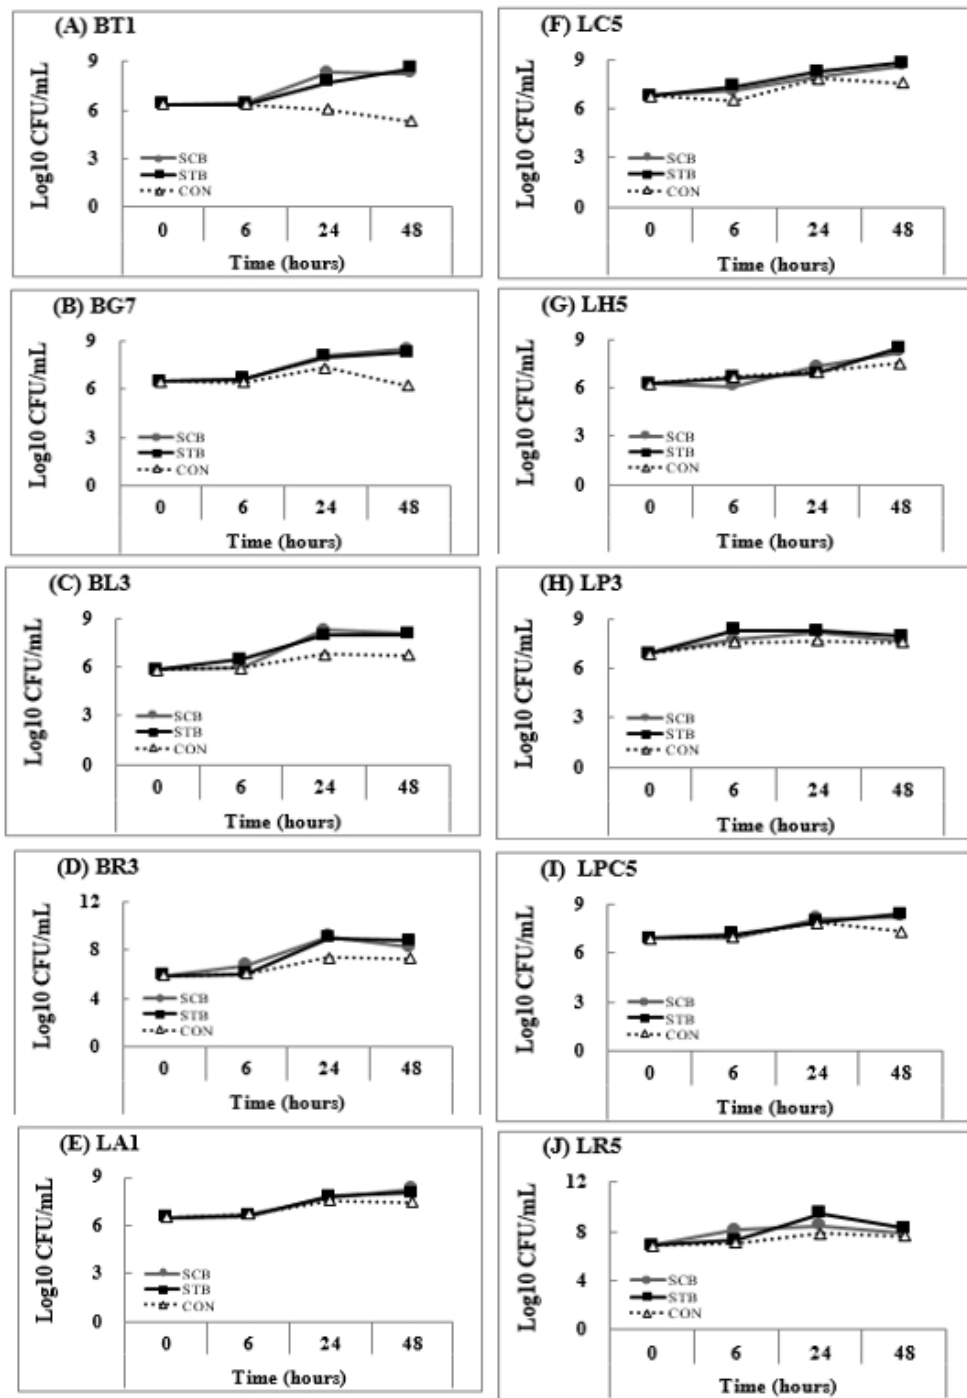 (A) BT1
Log10 CFU/mL
9
6
3
0
SCB
STB
CON
0 6 24 48
Time (hours)
(B) BG7
Log10 CFU/mL
9
6
3
0
SCB
STB
CON
0 6 24 48
Time (hours)
(C) BL3
Log10 CFU/mL
9
6
3
0
SCB
STB
CON
0 6 24 48
Time (hours)
(D) BR3
Log10 CFU/mL
12
8
4
0
SCB
STB
CON
0 6 24 48
Time (hours)
(E) LA1
Log10 CFU/mL
9
6
3
0
SCB
STB
CON
0 6 24 48
Time (hours)
(F) LC5
Log10 CFU/mL
9
6
3
0
SCB
STB
CON
0 6 24 48
Time (hours)
(G) LH5
Log10 CFU/mL
9
6
3
0
SCB
STB
CON
0 6 24 48
Time (hours)
(H) LP3
Log10 CFU/mL
9
6
3
0
SCB
STB
CON
0 6 24 48
Time (hours)
(I) LPC5
Log10 CFU/mL
9
6
3
0
SCB
STB
CON
0 6 24 48
Time (hours)
(J) LR5
Log10 CFU/mL
12
8
4
0
SCB
STB
CON
0 6 24 48
Time (hours)